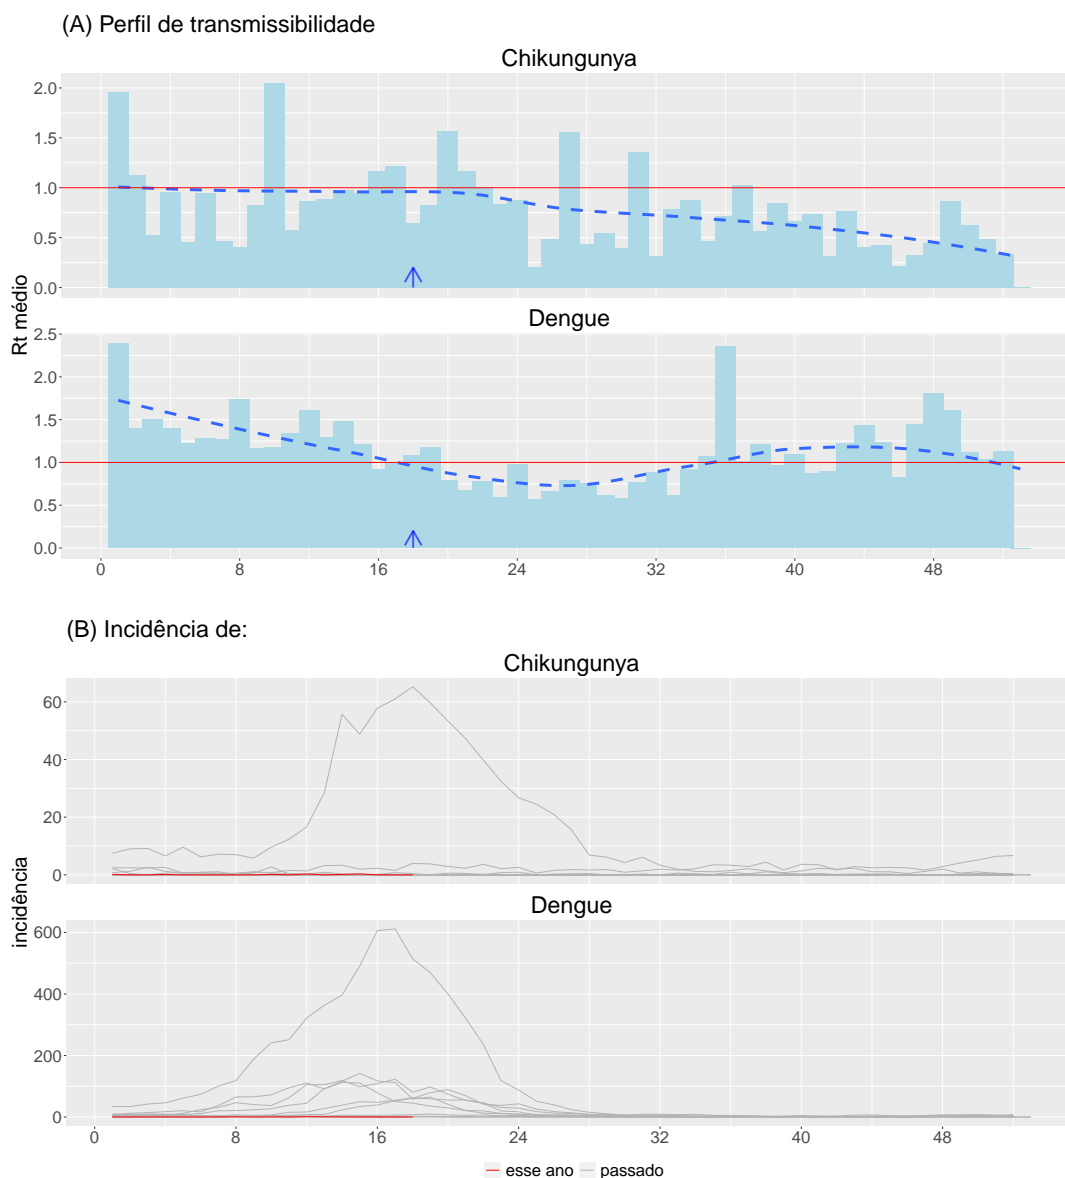 (A) Perfil de transmissibilidade
Chikungunya
2.0
1.5
1.0
0.5
0.0
Rt médio
Dengue
2.5
2.0
1.5
1.0
0.5
0.0
0 8 16 24 32 40 48
(B) Incidência de:
Chikungunya
60
40
20
0
incidência
Dengue
600
400
200
0
0 8 16 24 32 40 48
esse ano passado